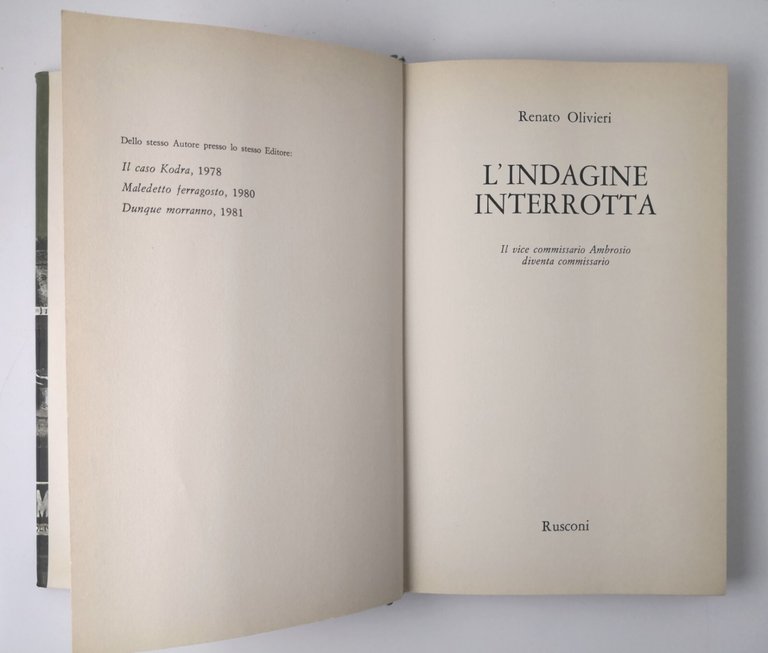 Dello stesso Autore presso lo stesso Editore:
Il caso Kodra, 1978
Maledetto ferragosto, 1980
Dunque morranno, 1981
Renato Olivieri
L'INDAGINE
INTERROTTA
Il vice commissario Ambrosio
diventa commissario
Rusconi